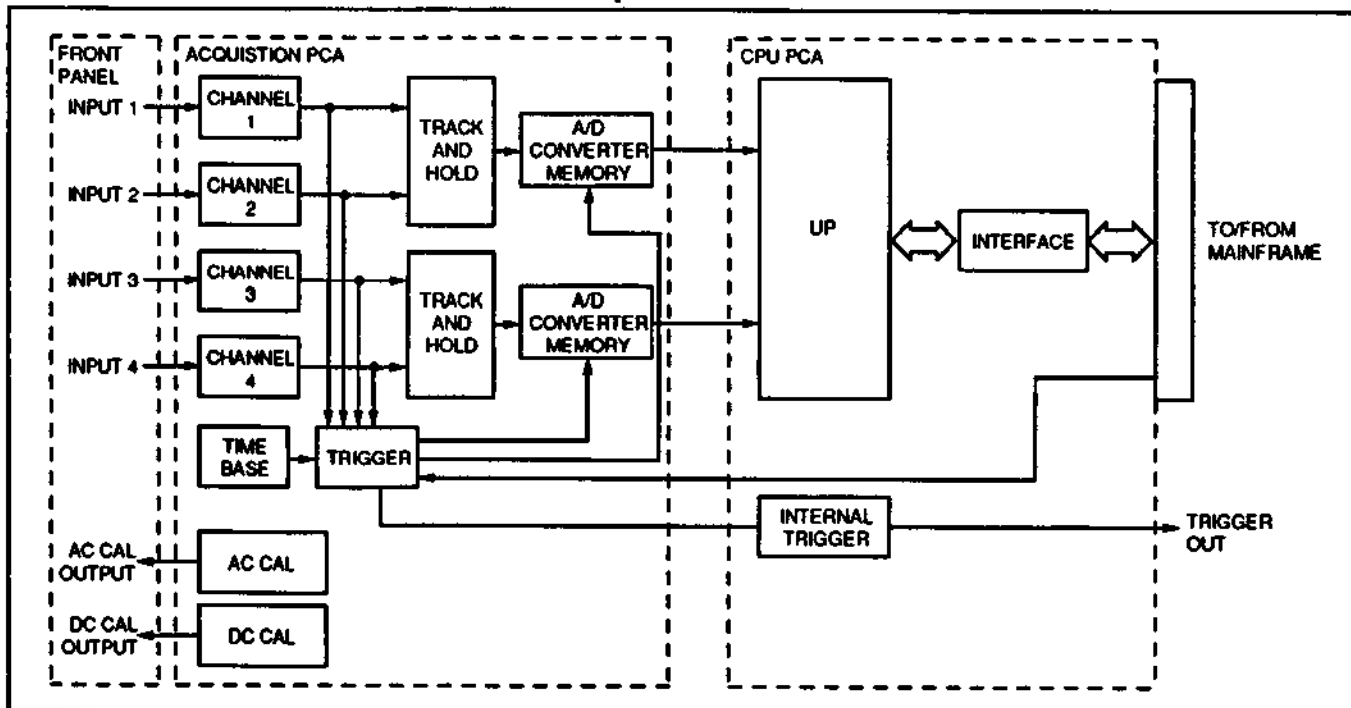 FRONT
PANEL
INPUT 1
INPUT 2
INPUT 3
INPUT 4
AC CAL
OUTPUT
DC CAL
OUTPUT
ACQUISTION PCA
CHANNEL
1
CHANNEL
2
CHANNEL
3
CHANNEL
4
TRACK
AND
HOLD
TRACK
AND
HOLD
A/D
CONVERTER
MEMORY
A/D
CONVERTER
MEMORY
TIME
BASE
TRIGGER
AC CAL
DC CAL
CPU PCA
UP
INTERFACE
INTERNAL
TRIGGER
TO/FROM
MAINFRAME
TRIGGER
OUT